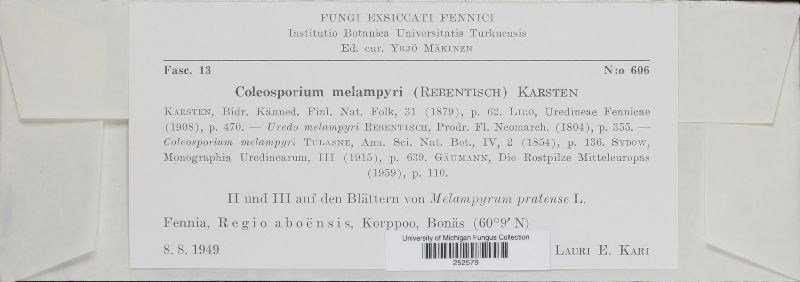 FUNGI EXSICCATI FENNICI
Institutio Botanica Universitatis Turkuensis
Ed. cur. YRJÖ MÄKINEN
Fasc. 13 N:o 606
Coleosporium melampyri (REBENTISCH) KARSTEN
KARSTEN, Bidr. Känned. Finl. Nat. Folk, 31 (1879), p. 62. LIRO, Uredineae Fennicae
(1908), p. 470. — Uredo melampyri REBENTISCH, Prodr. Fl. Neomarch. (1804), p. 355. —
Coleosporium melampyri TULASNE, Ann. Sci. Nat. Bot., IV, 2 (1854), p. 136. SYDOW,
Monographia Uredinearum, III (1915), p. 639. GÄUMANN, Die Rostpilze Mitteleuropas
(1959), p. 110.
II und III auf den Blättern von Melampyrum pratense L.
Fennia, Regio aboënsis, Korppoo, Bonäs (60°9′ N)
8. 8. 1949 LAURI E. KARI
University of Michigan Fungus Collection
252579